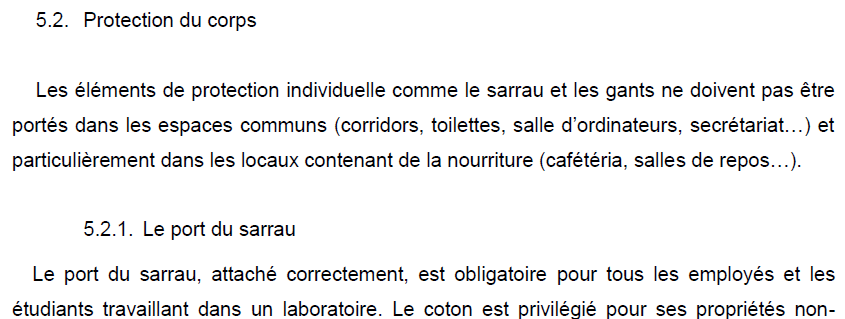 5.2. Protection du corps
Les éléments de protection individuelle comme le sarrau et les gants ne doivent pas être
portés dans les espaces communs (corridors, toilettes, salle d’ordinateurs, secrétariat…) et
particulièrement dans les locaux contenant de la nourriture (cafétéria, salles de repos…).
5.2.1. Le port du sarrau
Le port du sarrau, attaché correctement, est obligatoire pour tous les employés et les
étudiants travaillant dans un laboratoire. Le coton est privilégié pour ses propriétés non-